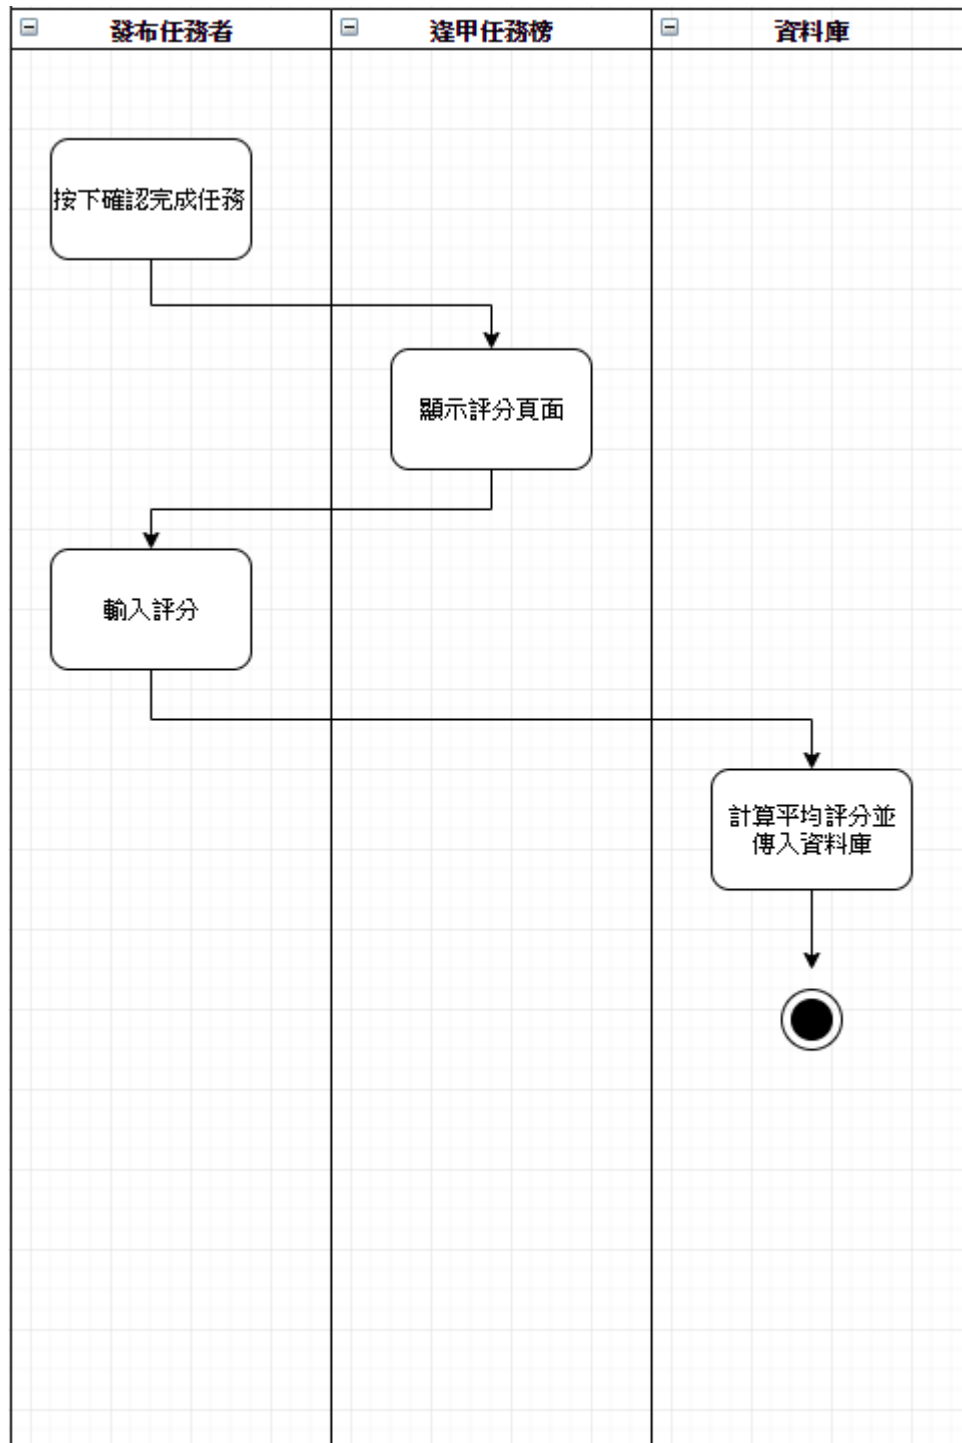 發布任務者
逢甲任務榜
資料庫
按下確認完成任務
顯示評分頁面
輸入評分
計算平均評分並
傳入資料庫